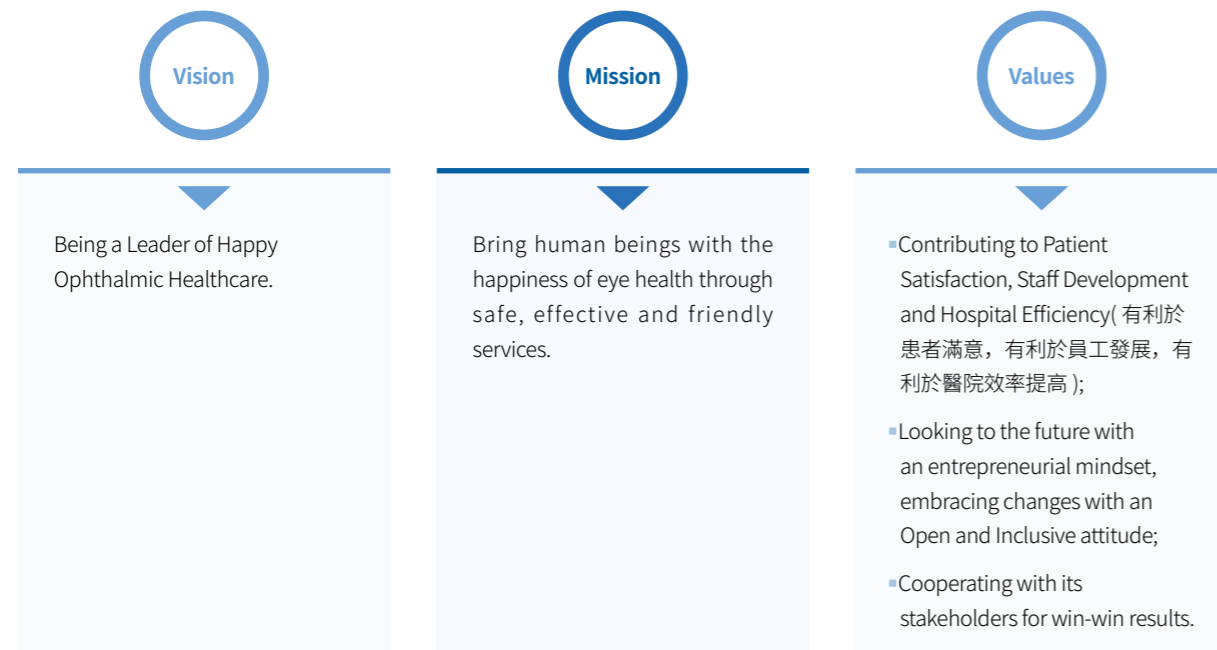 Vision
Being a Leader of Happy
Ophthalmic Healthcare.
Mission
Bring human beings with the
happiness of eye health through
safe, effective and friendly
services.
Values
▪Contributing to Patient
Satisfaction, Staff Development
and Hospital Efficiency( 有利於
患者滿意，有利於員工發展，有
利於醫院效率提高 );
▪Looking to the future with
an entrepreneurial mindset,
embracing changes with an
Open and Inclusive attitude;
▪Cooperating with its
stakeholders for win-win results.